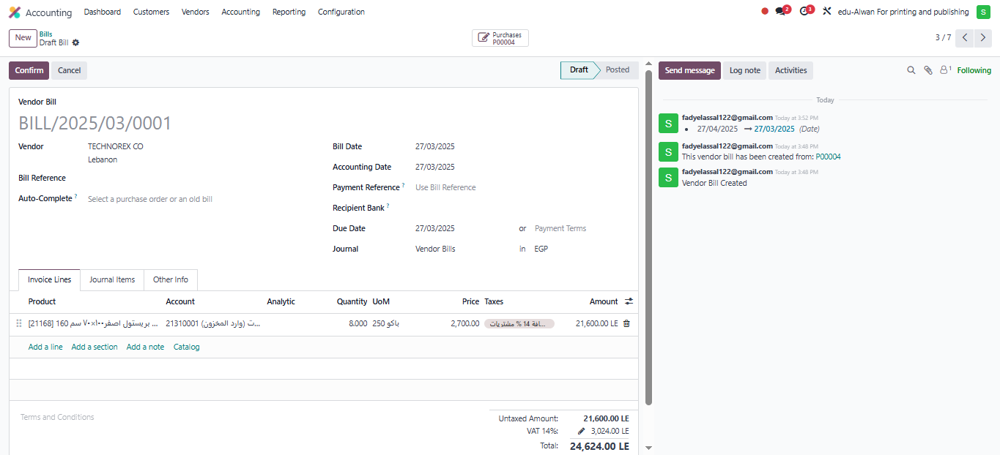 Accounting Dashboard Customers Vendors Accounting Reporting Configuration 2 3 edu-Alwan For printing and publishing S
New Bills
Draft Bill
Purchases
P00004
3 / 7
Confirm Cancel Draft Posted
Send message Log note Activities 1 Following
Vendor Bill
BILL/2025/03/0001
Vendor TECHNOREX CO
Lebanon
Bill Reference
Auto-Complete ? Select a purchase order or an old bill
Bill Date 27/03/2025
Accounting Date 27/03/2025
Payment Reference ? Use Bill Reference
Recipient Bank ?
Due Date 27/03/2025 or Payment Terms
Journal Vendor Bills in EGP
Invoice Lines Journal Items Other Info
Product Account Analytic Quantity UoM Price Taxes Amount
[21168] بريستول اصفر١٠٠×٧٠ سم 160 ... 21310001 ت (وارد المخزون)... 8.000 باكو 250 2,700.00 افة 14 % مشتريات... 21,600.00 LE
Add a line Add a section Add a note Catalog
Terms and Conditions
Untaxed Amount: 21,600.00 LE
VAT 14%: 3,024.00 LE
Total: 24,624.00 LE
Today
S fadyelassal122@gmail.com Today at 3:52 PM
• 27/04/2025 → 27/03/2025 (Date)
S fadyelassal122@gmail.com Today at 3:48 PM
This vendor bill has been created from: P00004
S fadyelassal122@gmail.com Today at 3:48 PM
Vendor Bill Created